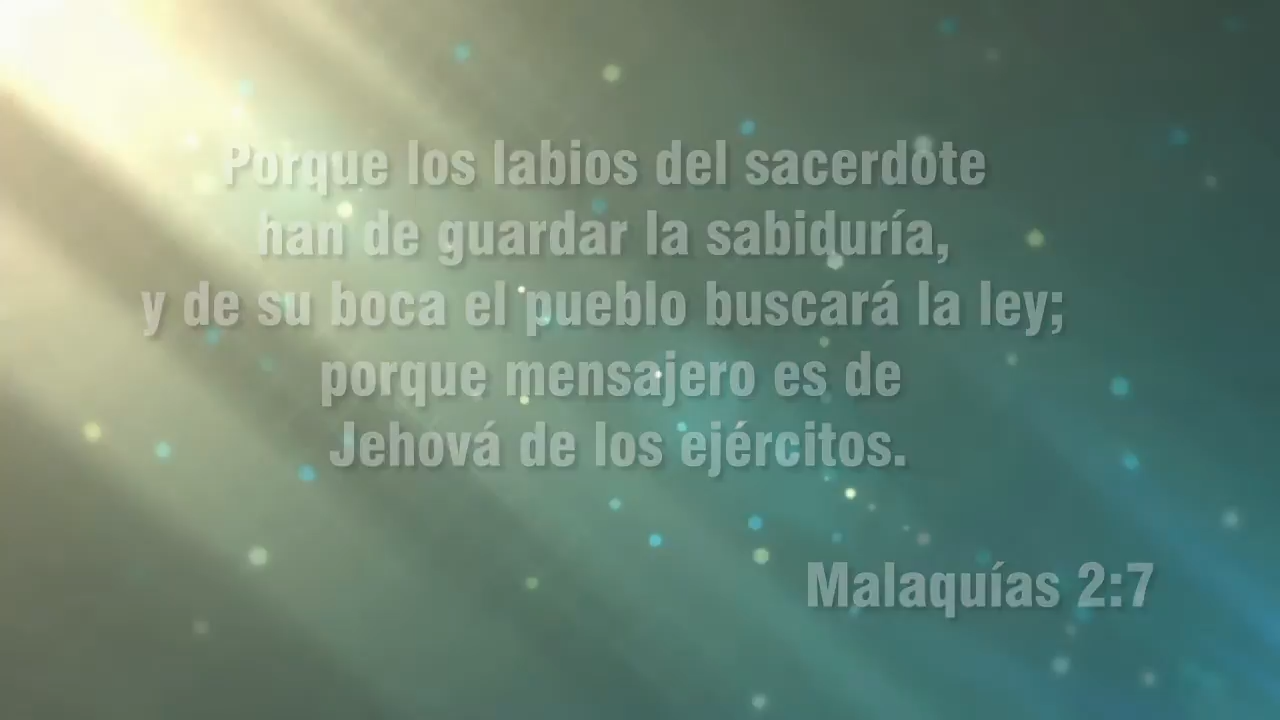 Porque los labios del sacerdote
han de guardar la sabiduría,
y de su boca el pueblo buscará la ley;
porque mensajero es de
Jehová de los ejércitos.
Malaquías 2:7